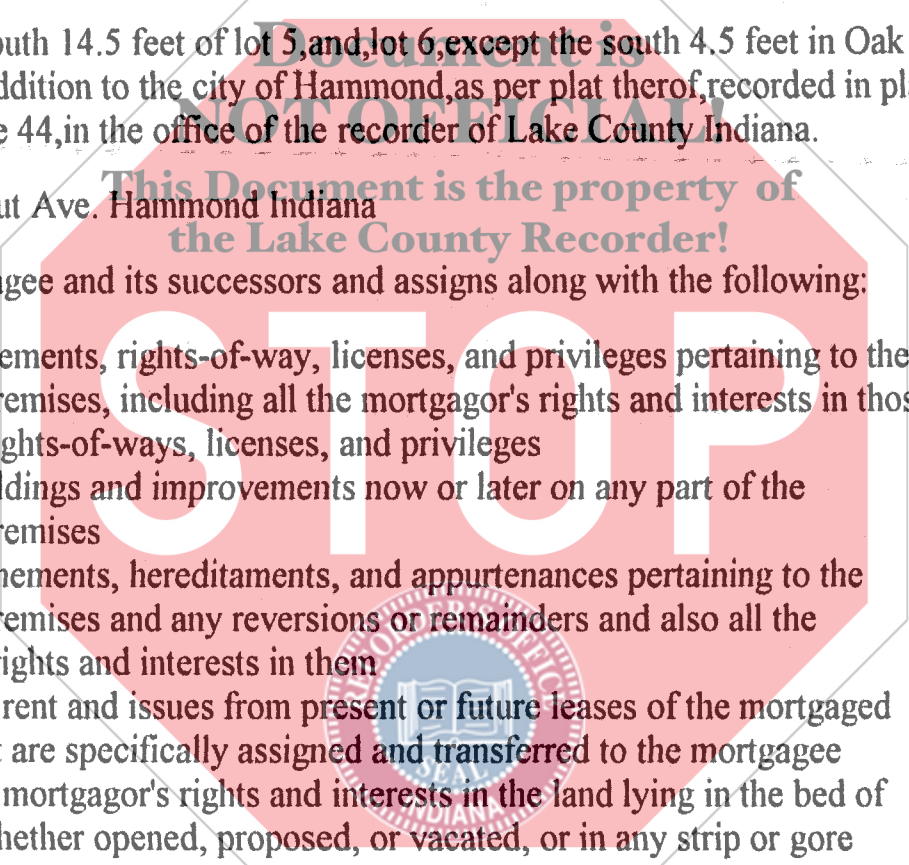 outh 14.5 feet of lot 5,and,lot 6,except the south 4.5 feet in Oak
Document is
ddition to the city of Hammond,as per plat therof,recorded in pl
NOT OFFICIAL!
e 44,in the office of the recorder of Lake County Indiana.
This Document is the property of
ut Ave. Hammond Indiana
the Lake County Recorder!
agee and its successors and assigns along with the following:
STOP
ements, rights-of-way, licenses, and privileges pertaining to the
remises, including all the mortgagor's rights and interests in thos
ghts-of-ways, licenses, and privileges
ldings and improvements now or later on any part of the
remises
nements, hereditaments, and appurtenances pertaining to the
remises and any reversions or remainders and also all the
rights and interests in them
RECORDER'S OFFICE
rent and issues from present or future leases of the mortgaged
t are specifically assigned and transferred to the mortgagee
SEAL
mortgagor's rights and interests in the land lying in the bed of
INDIANA
hether opened, proposed, or vacated, or in any strip or gore